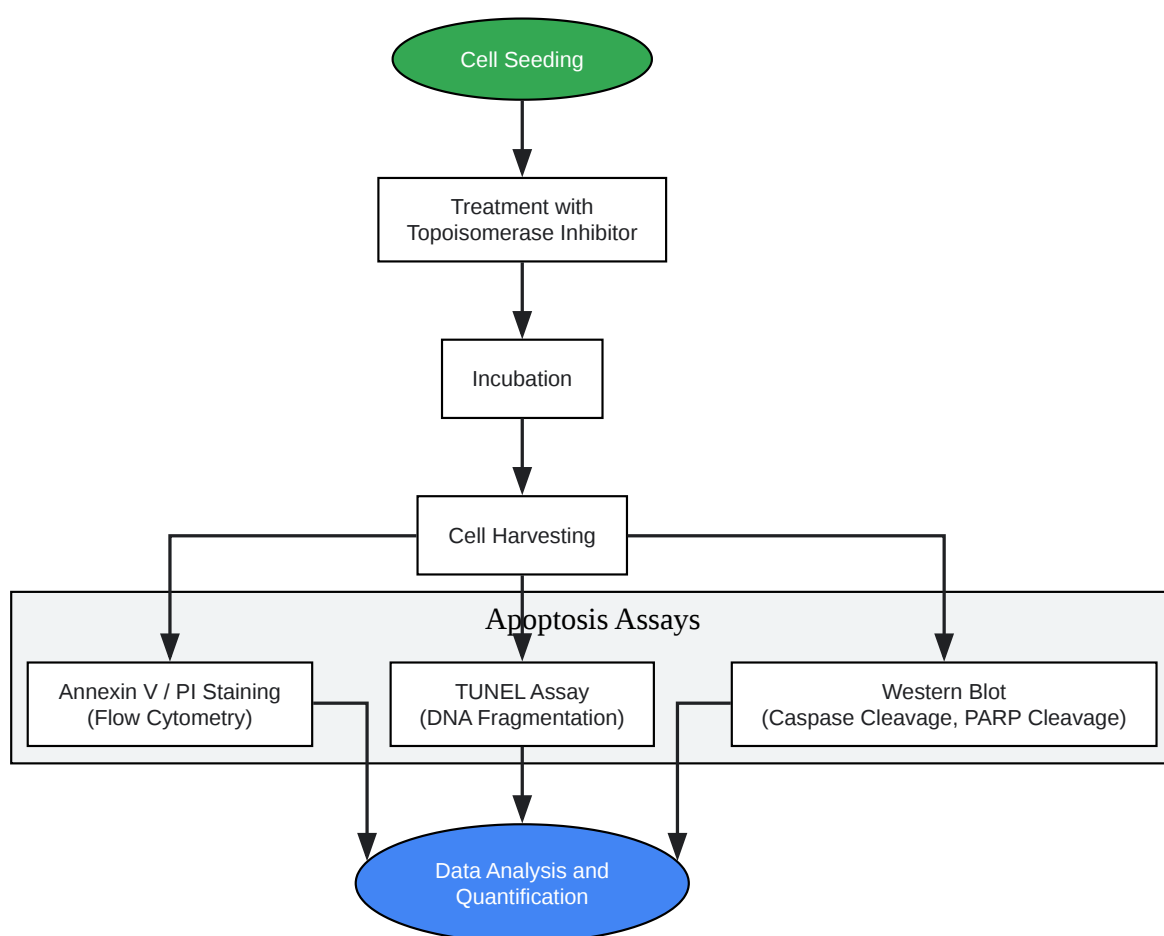 Cell Seeding
Treatment with
Topoisomerase Inhibitor
Incubation
Cell Harvesting
Apoptosis Assays
Annexin V / PI Staining
(Flow Cytometry)
TUNEL Assay
(DNA Fragmentation)
Western Blot
(Caspase Cleavage, PARP Cleavage)
Data Analysis and
Quantification